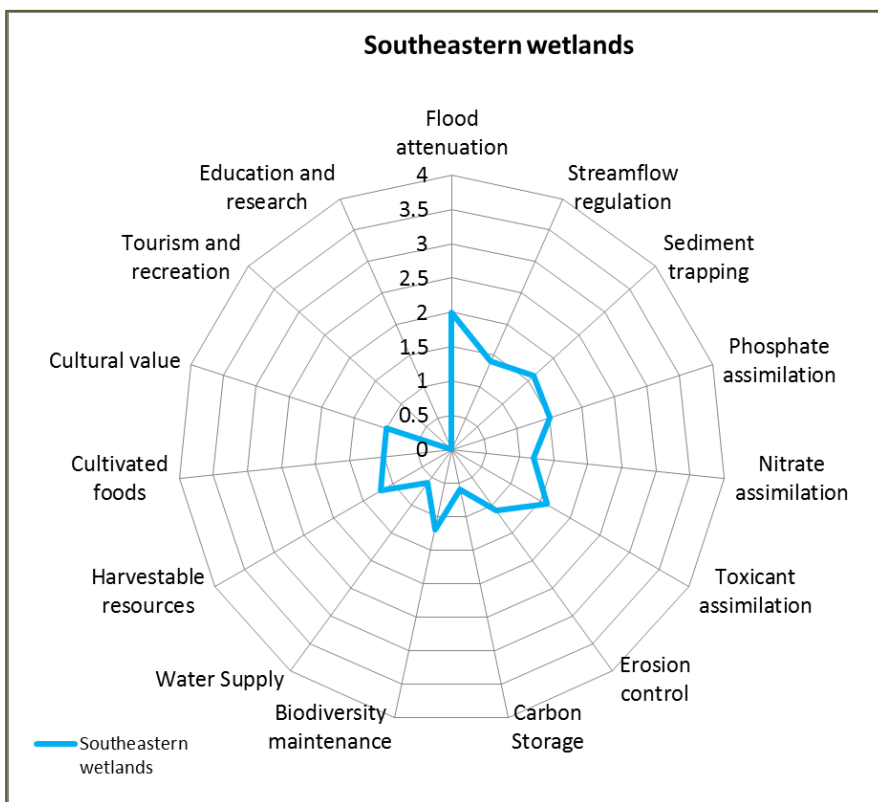 Southeastern wetlands
Flood
attenuation
Streamflow
regulation
Sediment
trapping
Phosphate
assimilation
Nitrate
assimilation
Toxicant
assimilation
Erosion
control
Carbon
Storage
Biodiversity
maintenance
Water Supply
Harvestable
resources
Cultivated
foods
Cultural value
Tourism and
recreation
Education and
research
4
3.5
3
2.5
2
1.5
1
0.5
0
Southeastern
wetlands